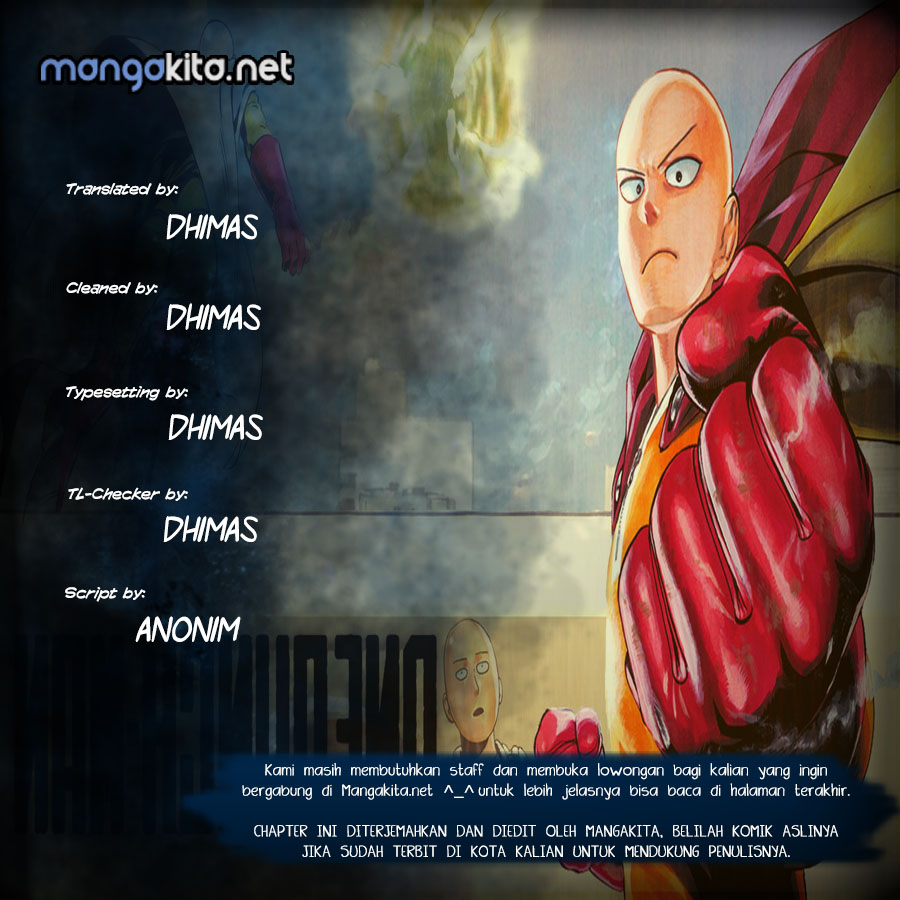 mangakita.net
Translated by:
DHIMAS
Cleaned by:
DHIMAS
Typesetting by:
DHIMAS
TL-Checker by:
DHIMAS
Script by:
ANONIM
Kami masih membutuhkan staff dan membuka lowongan bagi kalian yang ingin
bergabung di Mangakita.net ^_^ untuk lebih jelasnya bisa baca di halaman terakhir.
CHAPTER INI DITERJEMAHKAN DAN DIEDIT OLEH MANGAKITA, BELILAH KOMIK ASLINYA
JIKA SUDAH TERBIT DI KOTA KALIAN UNTUK MENDUKUNG PENULISNYA.